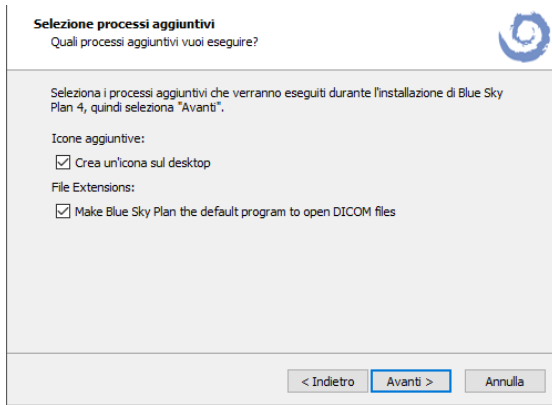 Selezione processi aggiuntivi
Quali processi aggiuntivi vuoi eseguire?
Seleziona i processi aggiuntivi che verranno eseguiti durante l'installazione di Blue Sky
Plan 4, quindi seleziona "Avanti".
Icone aggiuntive:
Crea un'icona sul desktop
File Extensions:
Make Blue Sky Plan the default program to open DICOM files
< Indietro
Avanti >
Annulla